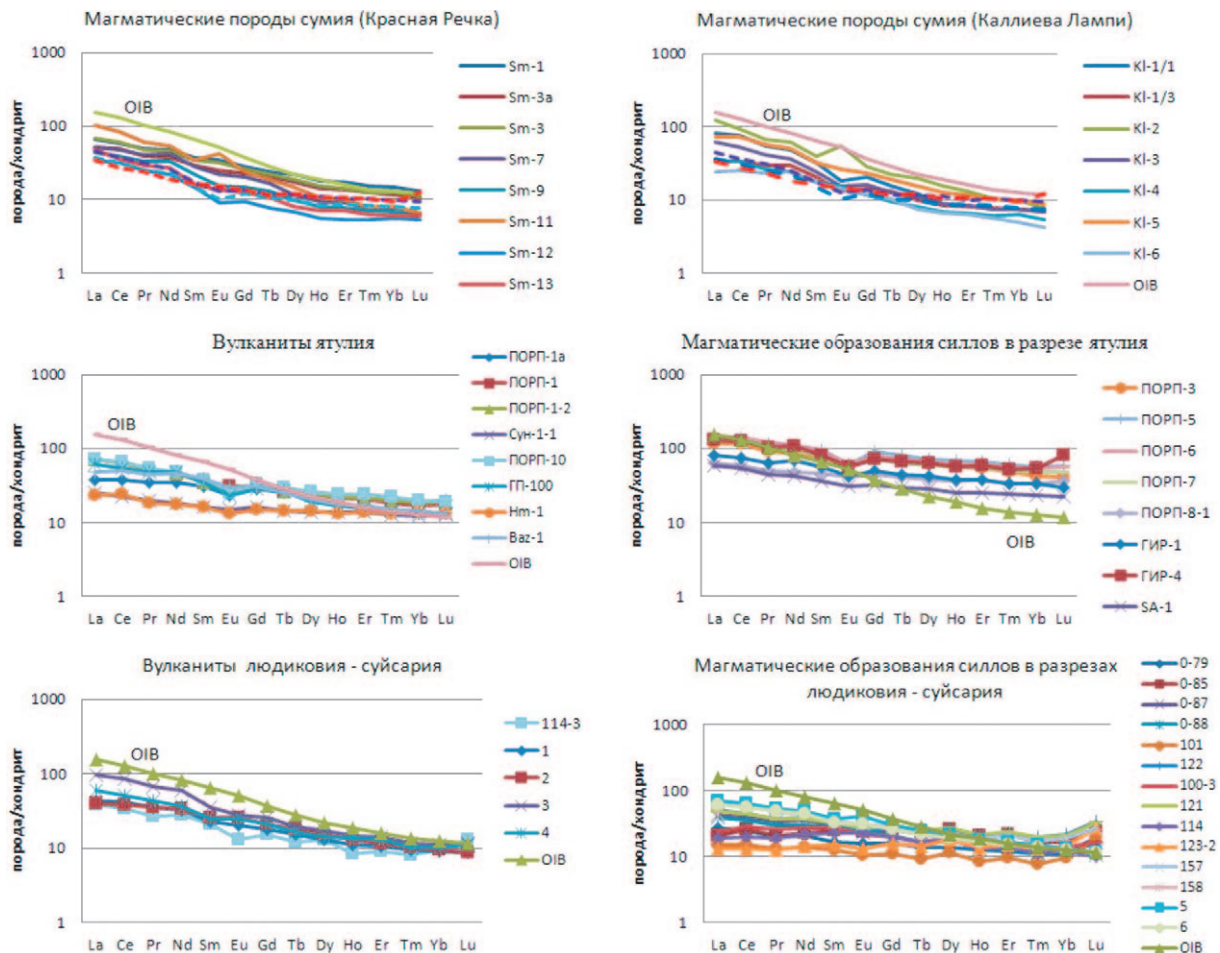 Магматические породы сумия (Красная Речка)
порода/хондрит
1000
100
10
1
OIB
La Ce Pr Nd Sm Eu Gd Tb Dy Ho Er Tm Yb Lu
Sm-1
Sm-3a
Sm-3
Sm-7
Sm-9
Sm-11
Sm-12
Sm-13
Магматические породы сумия (Каллиева Лампи)
порода/хондрит
1000
100
10
1
OIB
La Ce Pr Nd Sm Eu Gd Tb Dy Ho Er Tm Yb Lu
Kl-1/1
Kl-1/3
Kl-2
Kl-3
Kl-4
Kl-5
Kl-6
OIB
Вулканиты ятулия
порода/хондрит
1000
100
10
1
OIB
La Ce Pr Nd Sm Eu Gd Tb Dy Ho Er Tm Yb Lu
ПОРП-1а
ПОРП-1
ПОРП-1-2
Сун-1-1
ПОРП-10
ГП-100
Hm-1
Baz-1
OIB
Магматические образования силлов в разрезе ятулия
порода/хондрит
1000
100
10
1
OIB
La Ce Pr Nd Sm Eu Gd Tb Dy Ho Er Tm Yb Lu
ПОРП-3
ПОРП-5
ПОРП-6
ПОРП-7
ПОРП-8-1
ГИР-1
ГИР-4
SA-1
Вулканиты людиковия - суйсария
порода/хондрит
1000
100
10
1
OIB
La Ce Pr Nd Sm Eu Gd Tb Dy Ho Er Tm Yb Lu
114-3
1
2
3
4
OIB
Магматические образования силлов в разрезах
людиковия - суйсария
порода/хондрит
1000
100
10
1
OIB
La Ce Pr Nd Sm Eu Gd Tb Dy Ho Er Tm Yb Lu
0-79
0-85
0-87
0-88
101
122
100-3
121
114
123-2
157
158
5
6
OIB